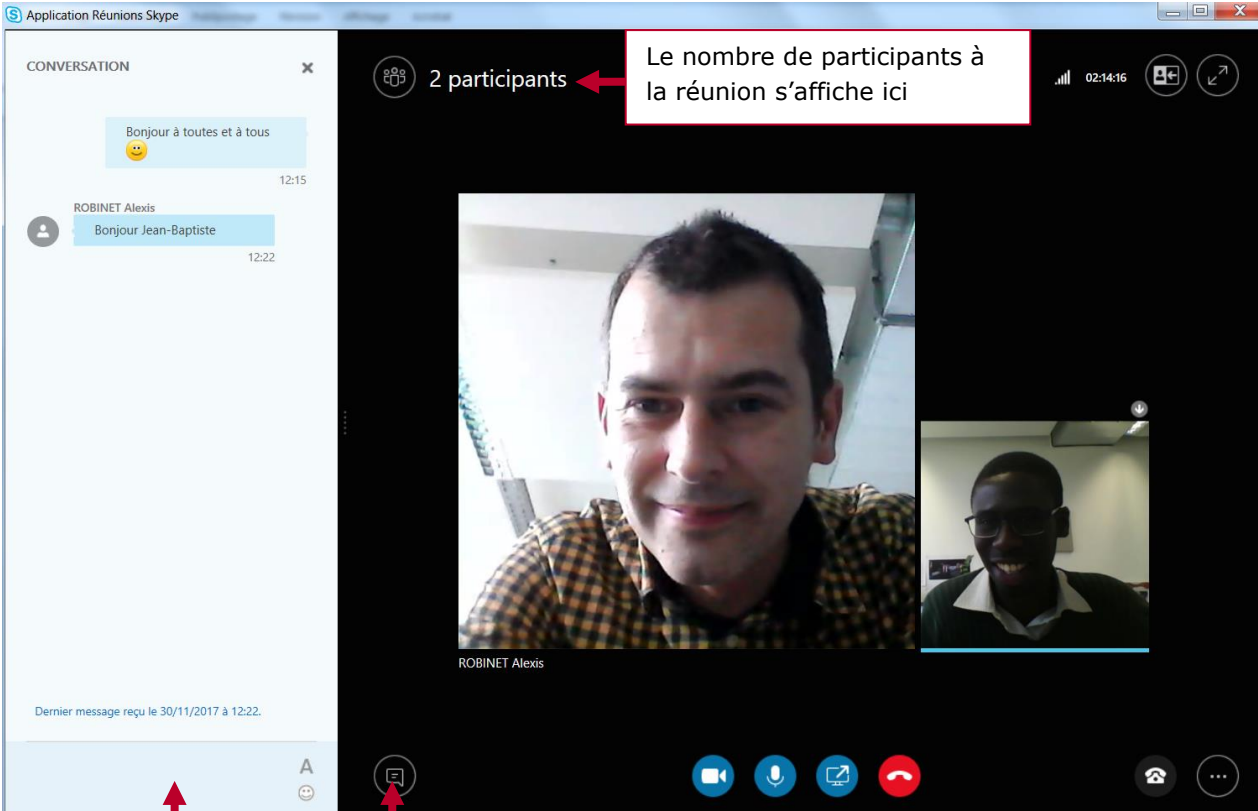 Application Réunions Skype
CONVERSATION
Bonjour à toutes et à tous
12:15
ROBINET Alexis
Bonjour Jean-Baptiste
12:22
Dernier message reçu le 30/11/2017 à 12:22.
A
2 participants
Le nombre de participants à
la réunion s’affiche ici
02:14:16
ROBINET Alexis